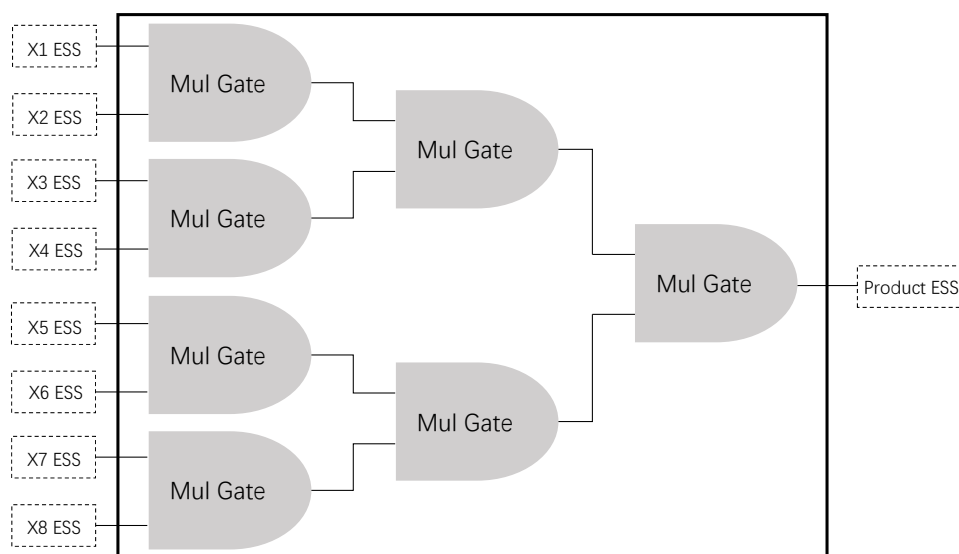 X1 ESS
X2 ESS
X3 ESS
X4 ESS
X5 ESS
X6 ESS
X7 ESS
X8 ESS
Mul Gate
Mul Gate
Mul Gate
Mul Gate
Mul Gate
Mul Gate
Mul Gate
Product ESS